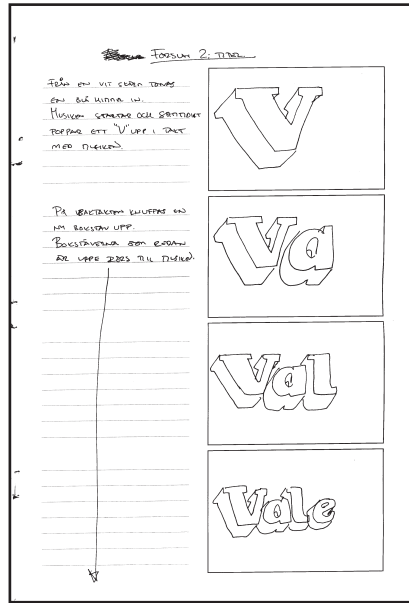 FÖRSLAG 2: TITEL
FRÅN EN VIT SKÄRM TONAS
EN BLÅ HIMMEL IN.
MUSIKEN STARTAR OCH SAMTIDIGT
POPPAR ETT "V" UPP I TAKT
MED MUSIKEN.
V
PÅ BAKTAKTEN KNUFFAS EN
NY BOKSTAV UPP.
BOKSTÄVERNA SOM REDAN
ÄR UPPE RÖRS TILL MUSIKEN.
Va
Val
Vale